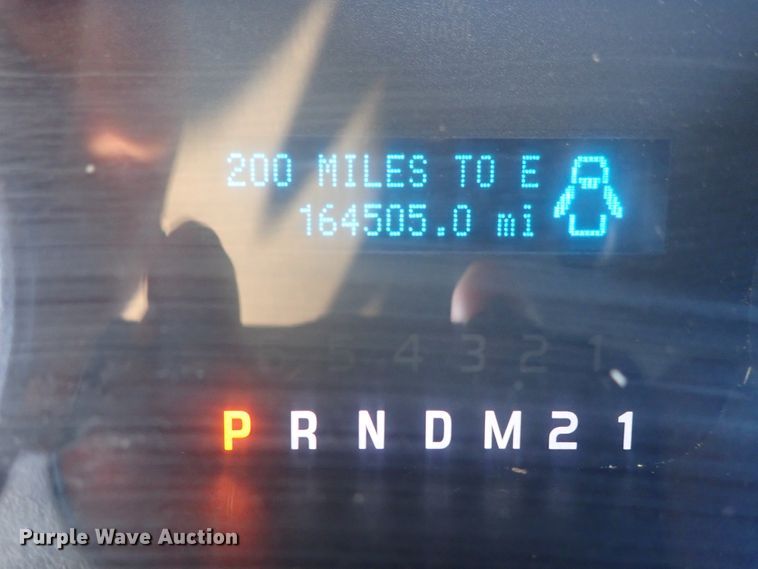 200 MILES TO E
164505.0 mi
6 5 4 3 2 1
P R N D M 2 1
Purple Wave Auction